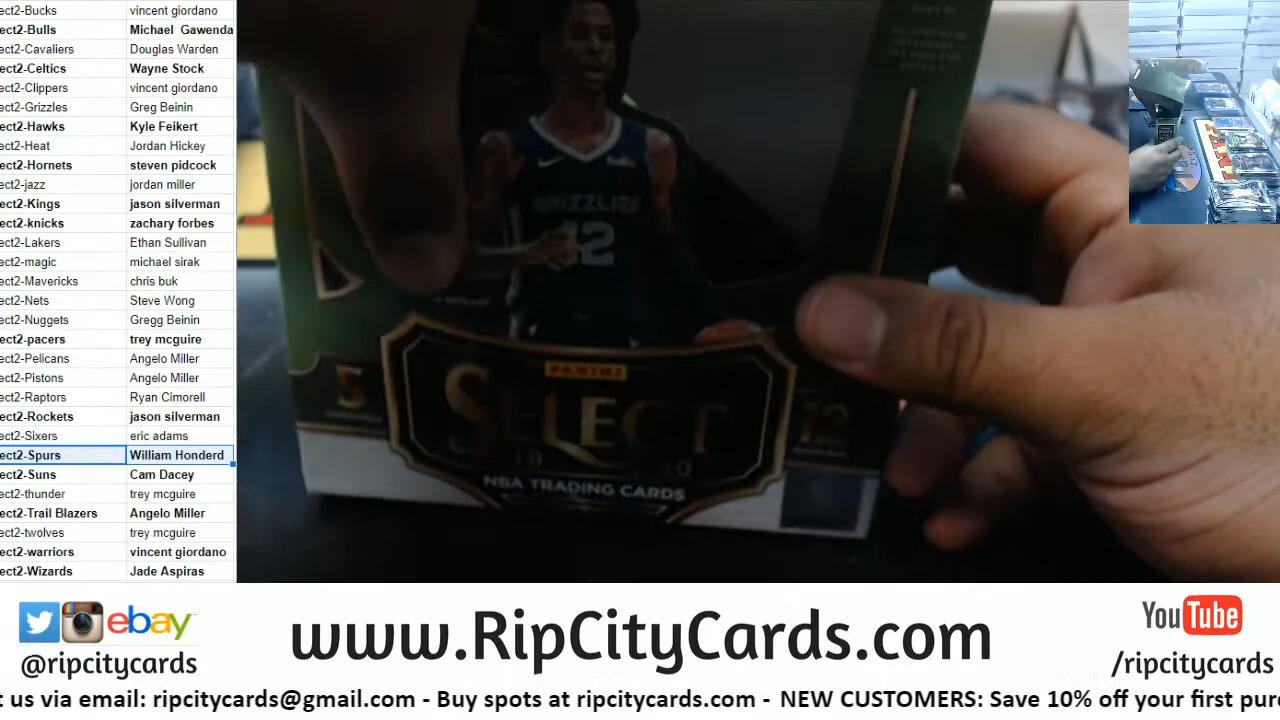 ect2-Bucks vincent giordano
ect2-Bulls Michael Gawenda
ect2-Cavaliers Douglas Warden
ect2-Celtics Wayne Stock
ect2-Clippers vincent giordano
ect2-Grizzles Greg Beinin
ect2-Hawks Kyle Feikert
ect2-Heat Jordan Hickey
ect2-Hornets steven pidcock
ect2-jazz jordan miller
ect2-Kings jason silverman
ect2-knicks zachary forbes
ect2-Lakers Ethan Sullivan
ect2-magic michael sirak
ect2-Mavericks chris buk
ect2-Nets Steve Wong
ect2-Nuggets Gregg Beinin
ect2-pacers trey mcguire
ect2-Pelicans Angelo Miller
ect2-Pistons Angelo Miller
ect2-Raptors Ryan Cimorell
ect2-Rockets jason silverman
ect2-Sixers eric adams
ect2-Spurs William Honderd
ect2-Suns Cam Dacey
ect2-thunder trey mcguire
ect2-Trail Blazers Angelo Miller
ect2-twolves trey mcguire
ect2-warriors vincent giordano
ect2-Wizards Jade Aspiras
GRIZZLIES
12
PANINI
5 SELECT 12
NBA TRADING CARDS
ebay
@ripcitycards
www.RipCityCards.com
YouTube
/ripcitycards
t us via email: ripcitycards@gmail.com - Buy spots at ripcitycards.com - NEW CUSTOMERS: Save 10% off your first pur